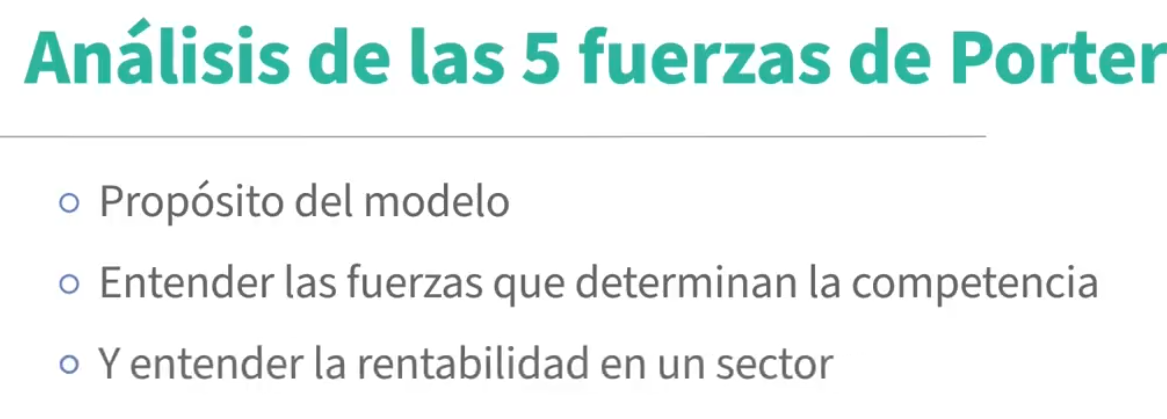 Análisis de las 5 fuerzas de Porter
Propósito del modelo
Entender las fuerzas que determinan la competencia
Y entender la rentabilidad en un sector